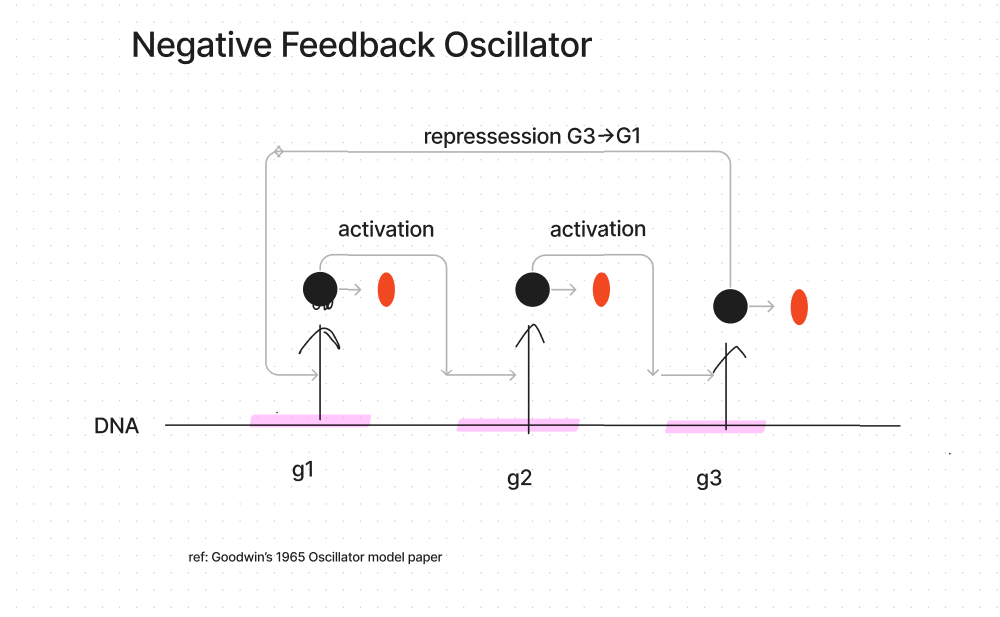 Negative Feedback Oscillator
repressession G3→G1
activation
activation
DNA
g1
g2
g3
ref: Goodwin's 1965 Oscillator model paper